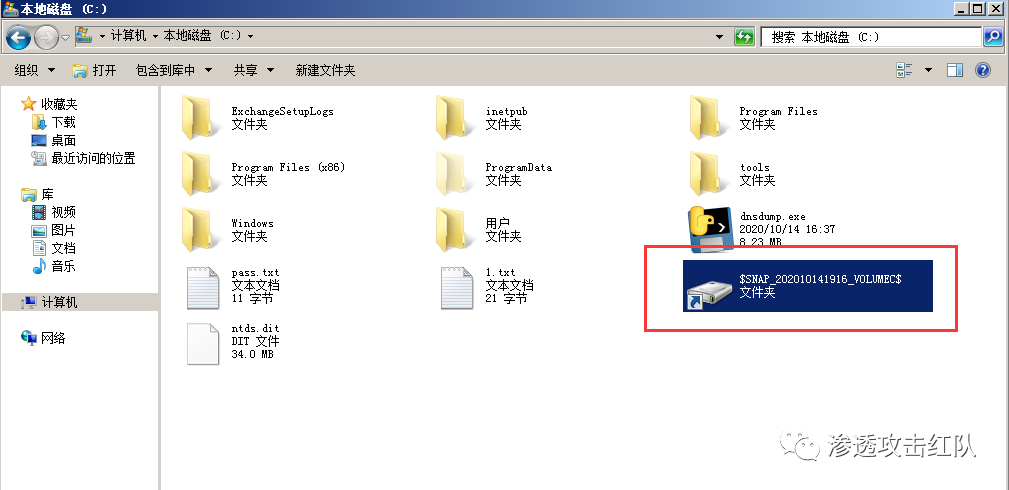 本地磁盘 (C:)
计算机 本地磁盘 (C:)
搜索 本地磁盘 (C:)
组织 打开 包含到库中 共享 新建文件夹
收藏夹
下载
桌面
最近访问的位置
库
视频
图片
文档
音乐
计算机
网络
ExchangeSetupLogs
文件夹
inetpub
文件夹
Program Files
文件夹
Program Files (x86)
文件夹
ProgramData
文件夹
tools
文件夹
Windows
文件夹
用户
文件夹
dnsdump.exe
2020/10/14 16:37
8.23 MB
pass.txt
文本文档
11 字节
1.txt
文本文档
21 字节
$SNAP_202010141916_VOLUMEC$
文件夹
ntds.dit
DIT 文件
34.0 MB
渗透攻击红队